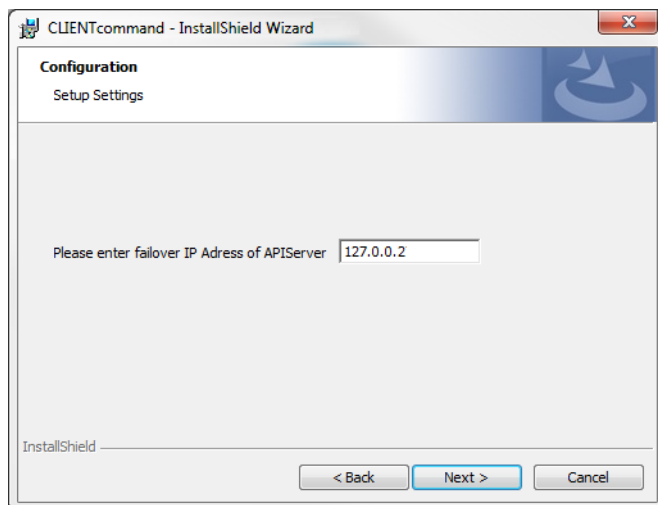 CLIENTcommand - InstallShield Wizard
Configuration
Setup Settings
Please enter failover IP Adress of APIServer 127.0.0.2
InstallShield
< Back Next > Cancel